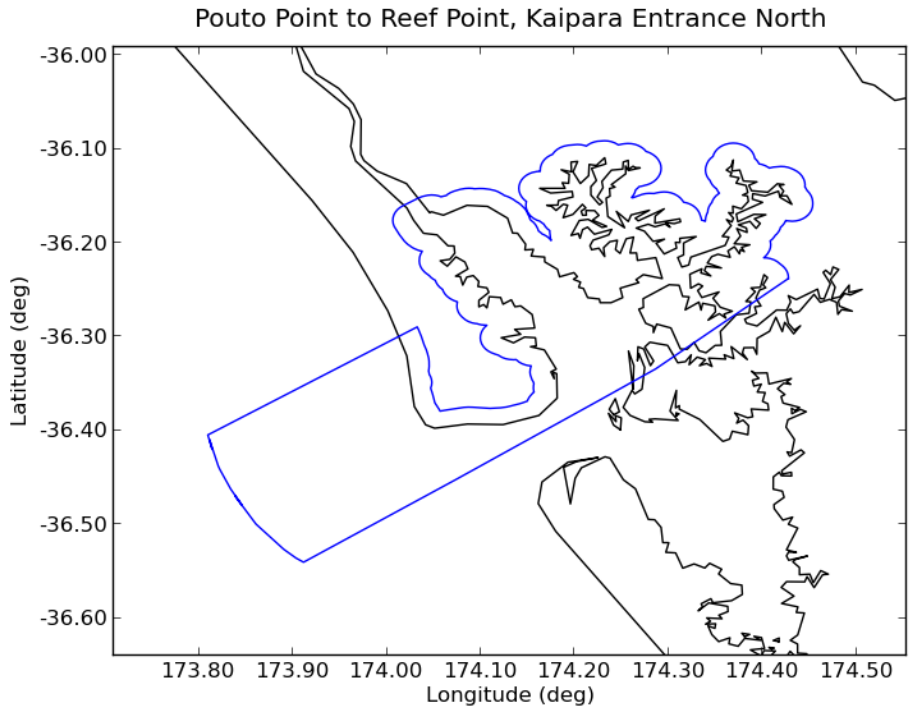 Pouto Point to Reef Point, Kaipara Entrance North
-36.00
-36.10
-36.20
-36.30
-36.40
-36.50
-36.60
Latitude (deg)
173.80 173.90 174.00 174.10 174.20 174.30 174.40 174.50
Longitude (deg)